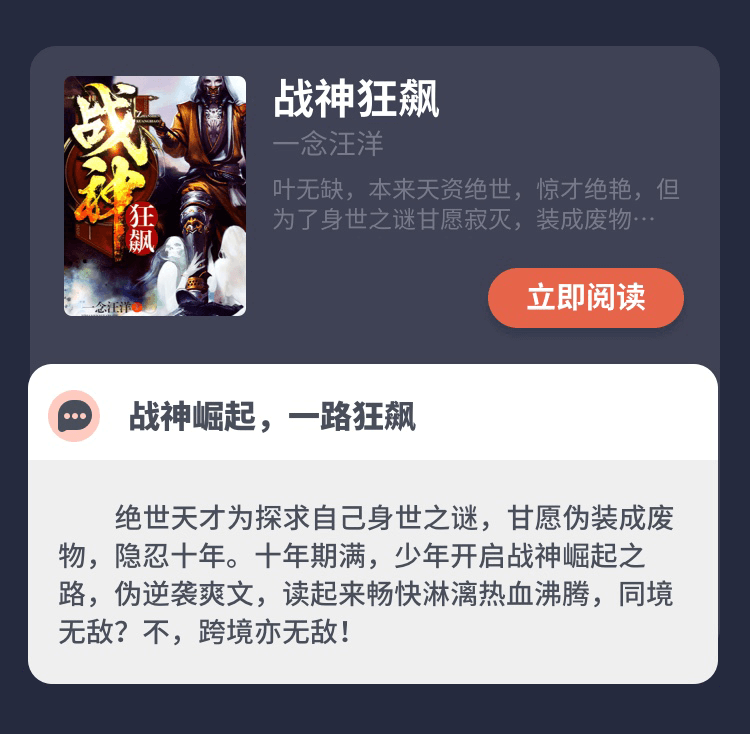 战神
狂飙
一念汪洋
战神狂飙
一念汪洋
叶无缺，本来天资绝世，惊才绝艳，但
为了身世之谜甘愿寂灭，装成废物…
立即阅读
战神崛起，一路狂飙
绝世天才为探求自己身世之谜，甘愿伪装成废
物，隐忍十年。十年期满，少年开启战神崛起之
路，伪逆袭爽文，读起来畅快淋漓热血沸腾，同境
无敌？不，跨境亦无敌！